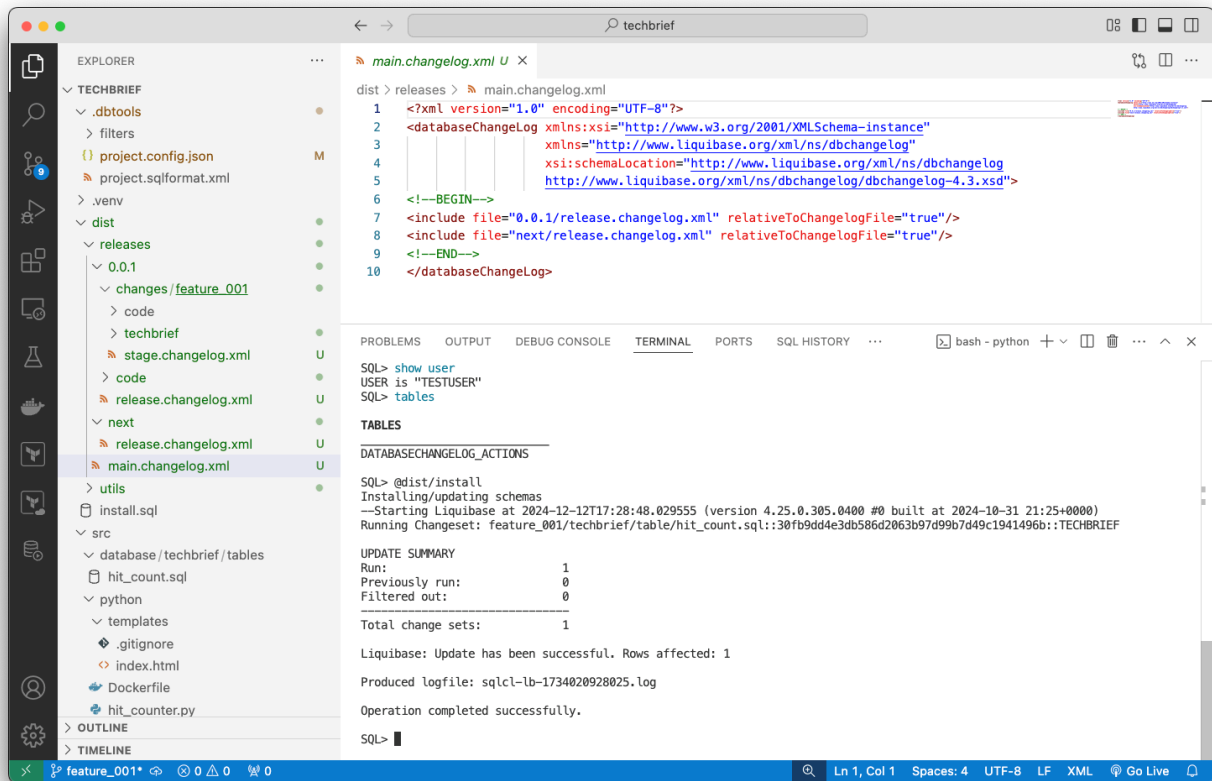 techbrief
EXPLORER
TECHBRIEF
.dbtools
filters
{} project.config.json M
project.sqlformat.xml
.venv
dist
releases
0.0.1
changes/feature_001
code
techbrief
stage.changelog.xml U
code
release.changelog.xml U
next
release.changelog.xml U
main.changelog.xml U
utils
install.sql
src
database/techbrief/tables
hit_count.sql
python
templates
.gitignore
index.html
Dockerfile
hit_counter.py
OUTLINE
TIMELINE
9
main.changelog.xml U
dist > releases > main.changelog.xml
1 <?xml version="1.0" encoding="UTF-8"?>
2 <databaseChangeLog xmlns:xsi="http://www.w3.org/2001/XMLSchema-instance"
3 xmlns="http://www.liquibase.org/xml/ns/dbchangelog"
4 xsi:schemaLocation="http://www.liquibase.org/xml/ns/dbchangelog
5 http://www.liquibase.org/xml/ns/dbchangelog/dbchangelog-4.3.xsd">
6 <!--BEGIN-->
7 <include file="0.0.1/release.changelog.xml" relativeToChangelogFile="true"/>
8 <include file="next/release.changelog.xml" relativeToChangelogFile="true"/>
9 <!--END-->
10 </databaseChangeLog>
PROBLEMS OUTPUT DEBUG CONSOLE TERMINAL PORTS SQL HISTORY ··· bash - python
SQL> show user
USER is "TESTUSER"
SQL> tables
TABLES
DATABASECHANGELOG_ACTIONS
SQL> @dist/install
Installing/updating schemas
--Starting Liquibase at 2024-12-12T17:28:48.029555 (version 4.25.0.305.0400 #0 built at 2024-10-31 21:25+0000)
Running Changeset: feature_001/techbrief/table/hit_count.sql::30fb9dd4e3db586d2063b97d99b7d49c1941496b::TECHBRIEF
UPDATE SUMMARY
Run: 1
Previously run: 0
Filtered out: 0
-------------------------------
Total change sets: 1
Liquibase: Update has been successful. Rows affected: 1
Produced logfile: sqlcl-lb-1734020928025.log
Operation completed successfully.
SQL>
feature_001* 0 0 0 Ln 1, Col 1 Spaces: 4 UTF-8 LF XML Go Live